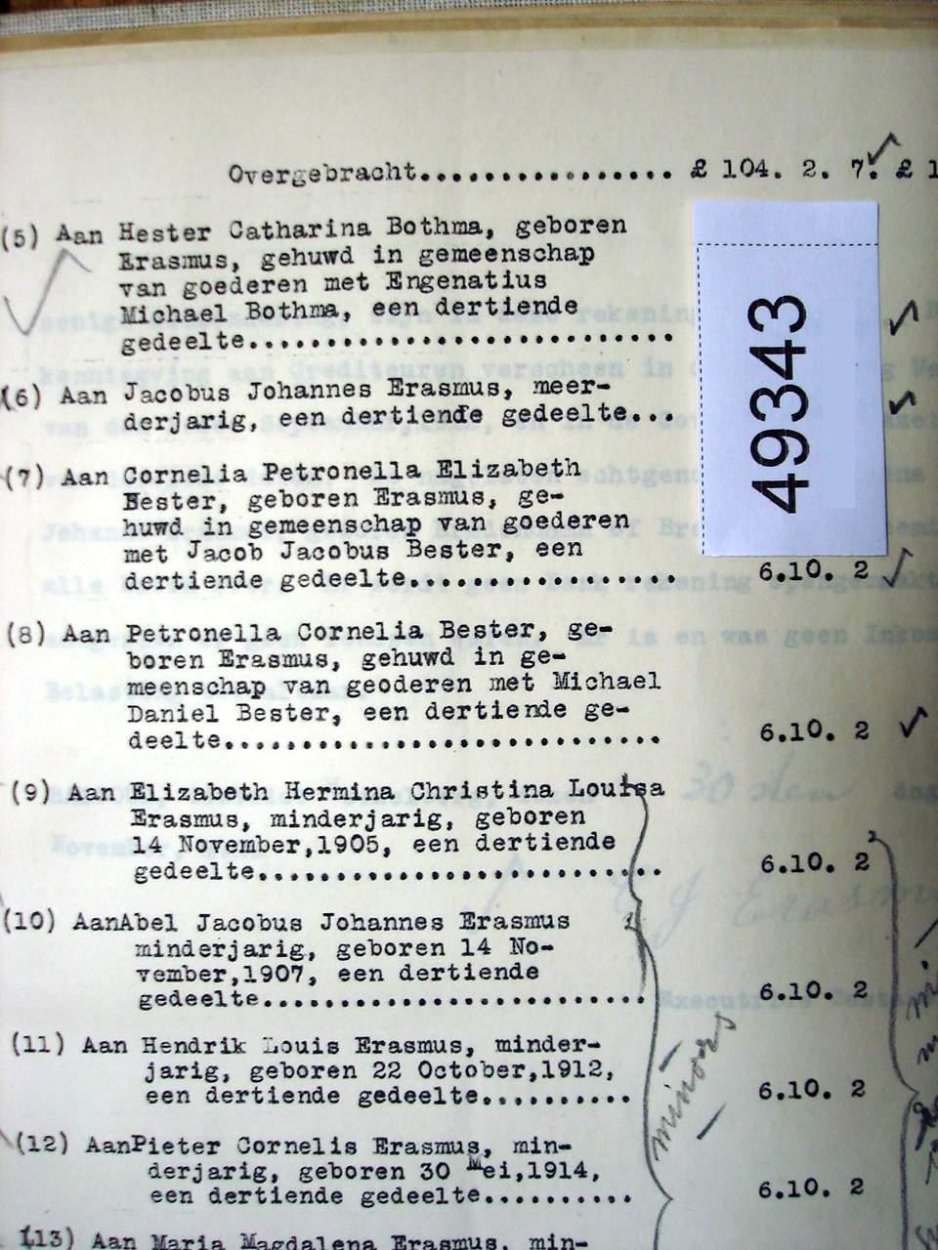 Overgebracht................ £ 104. 2. 7. £ 1
(5) Aan Hester Catharina Bothma, geboren
Erasmus, gehuwd in gemeenschap
van goederen met Engenatius
Michael Bothma, een dertiende
gedeelte...........................
49343
(6) Aan Jacobus Johannes Erasmus, meer-
derjarig, een dertiende gedeelte...
(7) Aan Cornelia Petronella Elizabeth
Bester, geboren Erasmus, ge-
huwd in gemeenschap van goederen
met Jacob Jacobus Bester, een
dertiende gedeelte................. 6.10. 2
(8) Aan Petronella Cornelia Bester, ge-
boren Erasmus, gehuwd in ge-
meenschap van geoderen met Michael
Daniel Bester, een dertiende ge-
deelte............................ 6.10. 2
(9) Aan Elizabeth Hermina Christina Louisa
Erasmus, minderjarig, geboren
14 November,1905, een dertiende
gedeelte.......................... 6.10. 2
(10) AanAbel Jacobus Johannes Erasmus
minderjarig, geboren 14 No-
vember,1907, een dertiende
gedeelte......................... 6.10. 2
(11) Aan Hendrik Louis Erasmus, minder-
jarig, geboren 22 October,1912,
een dertiende gedeelte.......... 6.10. 2
minors
(12) AanPieter Cornelis Erasmus, min-
derjarig, geboren 30 Mei,1914,
een dertiende gedeelte.......... 6.10. 2
(13) Aan Maria Magdalena Erasmus, min-